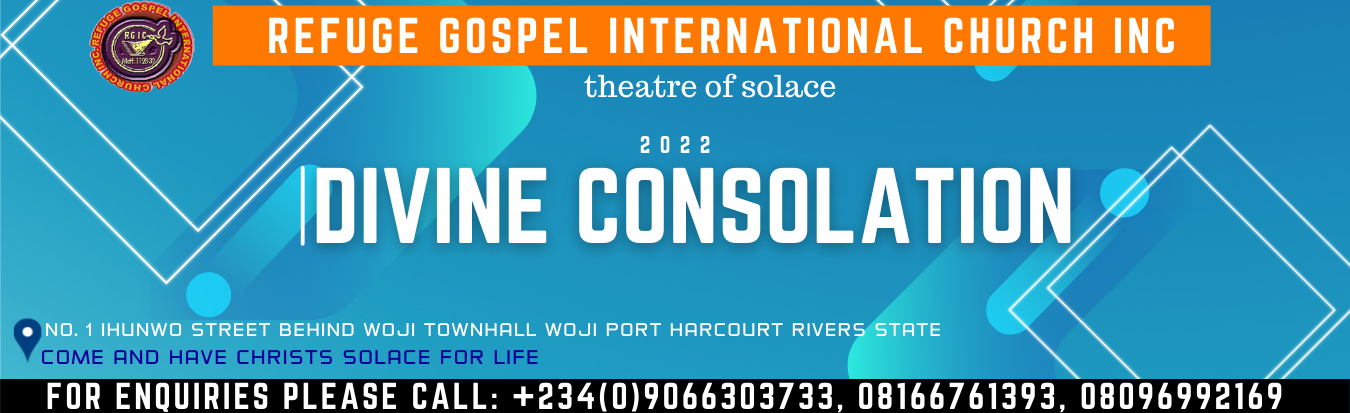 REFUGE GOSPEL INTERNATIONAL CHURCH INC
RGIC
Matt. 11:28-30
REFUGE GOSPEL INTERNATIONAL CHURCH INC
theatre of solace
2022
DIVINE CONSOLATION
NO. 1 IHUNWO STREET BEHIND WOJI TOWNHALL WOJI PORT HARCOURT RIVERS STATE
COME AND HAVE CHRISTS SOLACE FOR LIFE
FOR ENQUIRIES PLEASE CALL: +234(0)9066303733, 08166761393, 08096992169